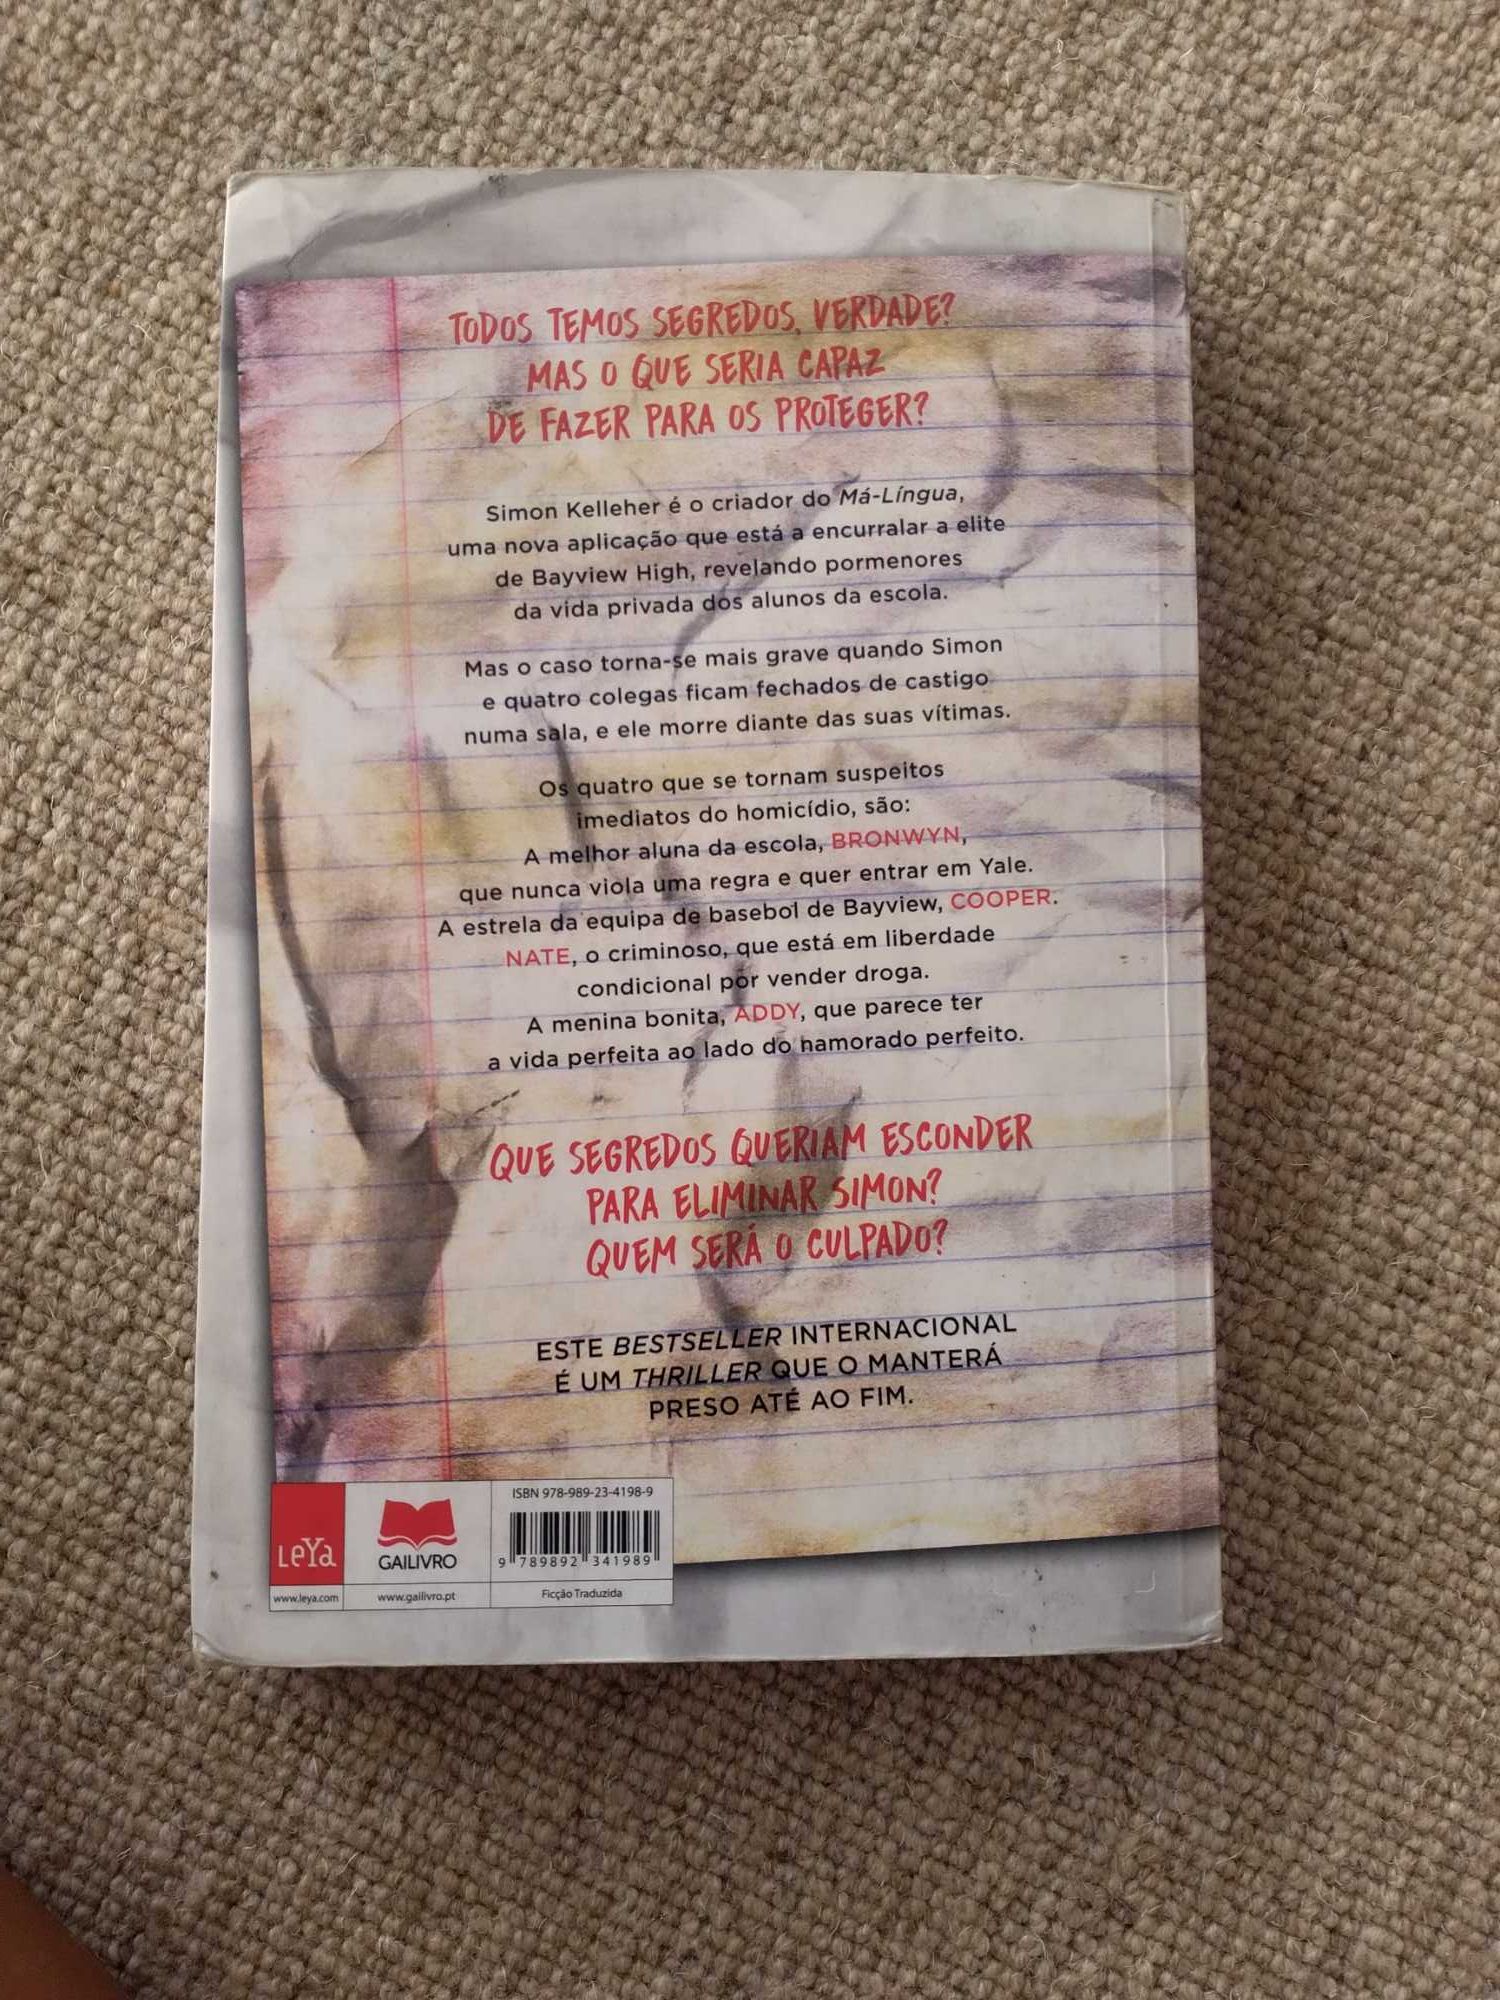 TODOS TEMOS SEGREDOS, VERDADE?
MAS O QUE SERIA CAPAZ
DE FAZER PARA OS PROTEGER?
Simon Kelleher é o criador do Má-Língua,
uma nova aplicação que está a encurralar a elite
de Bayview High, revelando pormenores
da vida privada dos alunos da escola.
Mas o caso torna-se mais grave quando Simon
e quatro colegas ficam fechados de castigo
numa sala, e ele morre diante das suas vítimas.
Os quatro que se tornam suspeitos
imediatos do homicídio, são:
A melhor aluna da escola, BRONWYN,
que nunca viola uma regra e quer entrar em Yale.
A estrela da equipa de basebol de Bayview, COOPER.
NATE, o criminoso, que está em liberdade
condicional por vender droga.
A menina bonita, ADDY, que parece ter
a vida perfeita ao lado do namorado perfeito.
QUE SEGREDOS QUERIAM ESCONDER
PARA ELIMINAR SIMON?
QUEM SERÁ O CULPADO?
ESTE BESTSELLER INTERNACIONAL
É UM THRILLER QUE O MANTERÁ
PRESO ATÉ AO FIM.
LEYA
www.leya.com
GAILIVRO
www.gailivro.pt
ISBN 978-989-23-4198-9
9 789892 341989
Ficção Traduzida